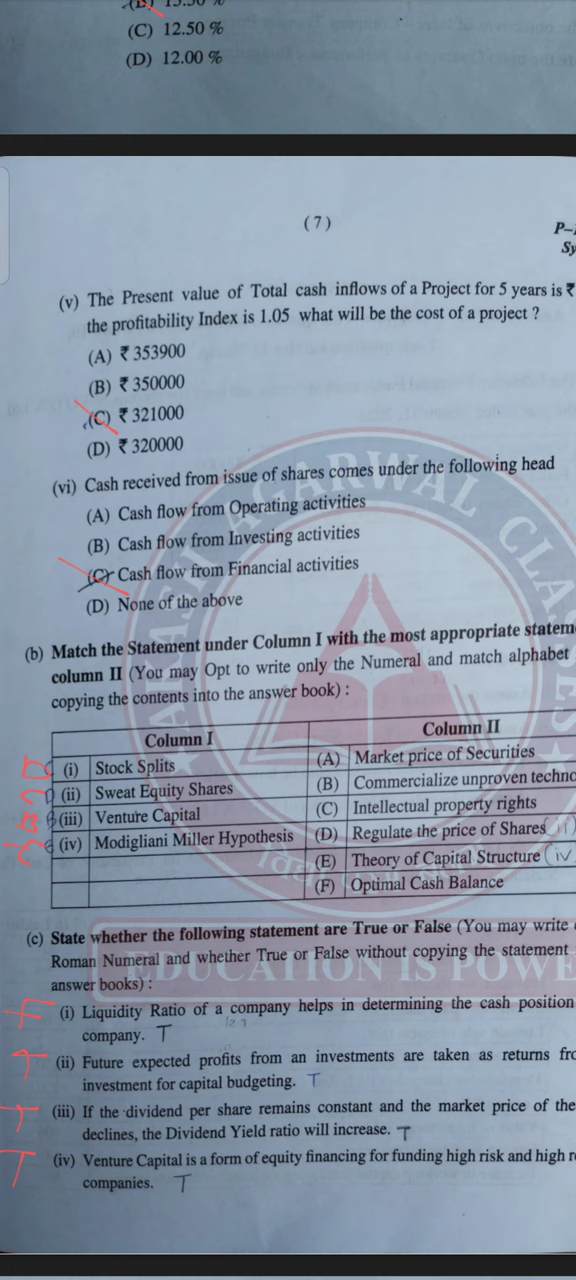 (B) 13.50 %
(C) 12.50 %
(D) 12.00 %
(7)
P–
Sy
(v) The Present value of Total cash inflows of a Project for 5 years is ₹
the profitability Index is 1.05 what will be the cost of a project ?
(A) ₹ 353900
(B) ₹ 350000
(C) ₹ 321000
(D) ₹ 320000
(vi) Cash received from issue of shares comes under the following head
(A) Cash flow from Operating activities
(B) Cash flow from Investing activities
(C) Cash flow from Financial activities
(D) None of the above
AGARWAL CLASSES
(b) Match the Statement under Column I with the most appropriate statem
column II (You may Opt to write only the Numeral and match alphabet
copying the contents into the answer book) :
Column I Column II
(i) Stock Splits (A) Market price of Securities
(ii) Sweat Equity Shares (B) Commercialize unproven techno
(iii) Venture Capital (C) Intellectual property rights
(iv) Modigliani Miller Hypothesis (D) Regulate the price of Shares
(E) Theory of Capital Structure (iv
(F) Optimal Cash Balance
(c) State whether the following statement are True or False (You may write
Roman Numeral and whether True or False without copying the statement
EDUCATION IS POWE
answer books) :
F (i) Liquidity Ratio of a company helps in determining the cash position
company. T
T (ii) Future expected profits from an investments are taken as returns fro
investment for capital budgeting. T
T (iii) If the dividend per share remains constant and the market price of the
declines, the Dividend Yield ratio will increase. T
T (iv) Venture Capital is a form of equity financing for funding high risk and high r
companies. T